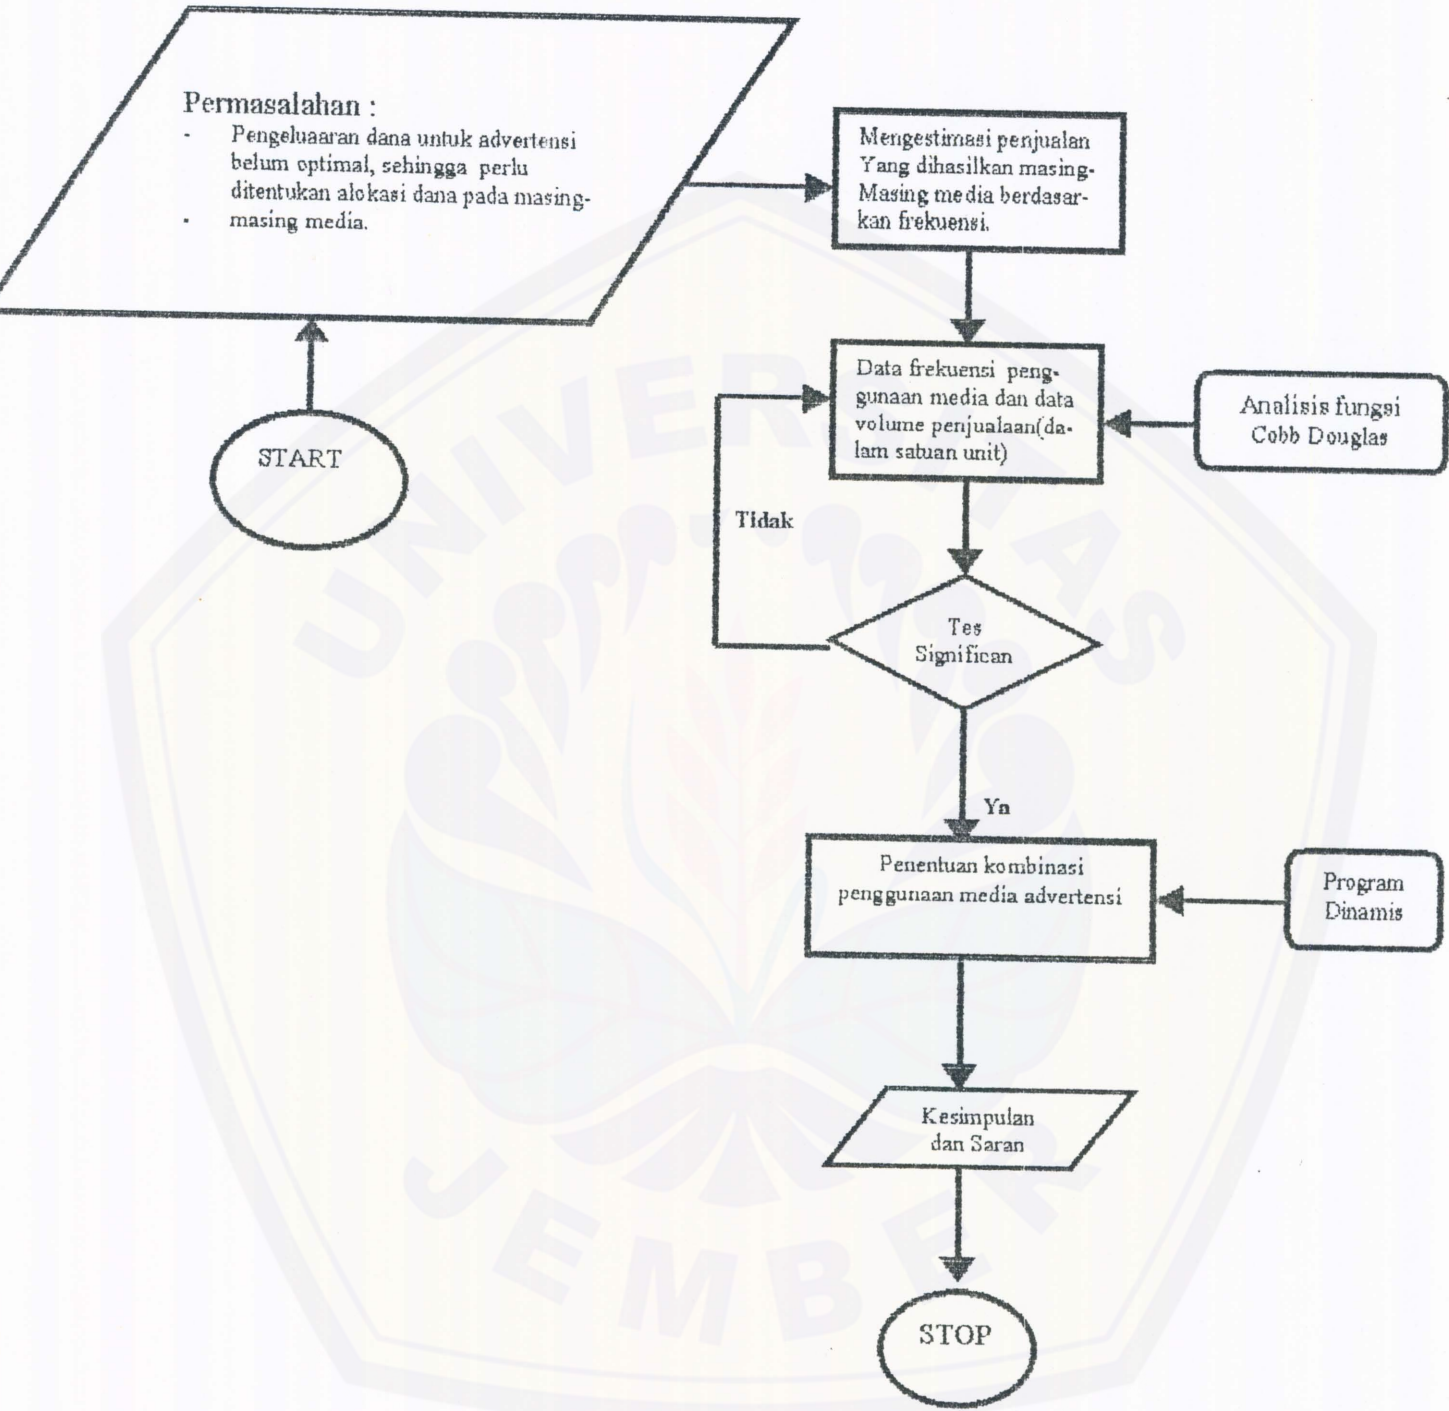 Permasalahan :
- Pengeluaaran dana untuk advertensi
belum optimal, sehingga perlu
ditentukan alokasi dana pada masing-
- masing media.
START
Mengestimasi penjualan
Yang dihasilkan masing-
Masing media berdasar-
kan frekuensi.
Data frekuensi peng-
gunaan media dan data
volume penjualaan(da-
lam satuan unit)
Analisis fungsi
Cobb Douglas
Tidak
Tes
Significan
Ya
Penentuan kombinasi
penggunaan media advertensi
Program
Dinamis
Kesimpulan
dan Saran
STOP
UNIVERSITAS
JEMBER